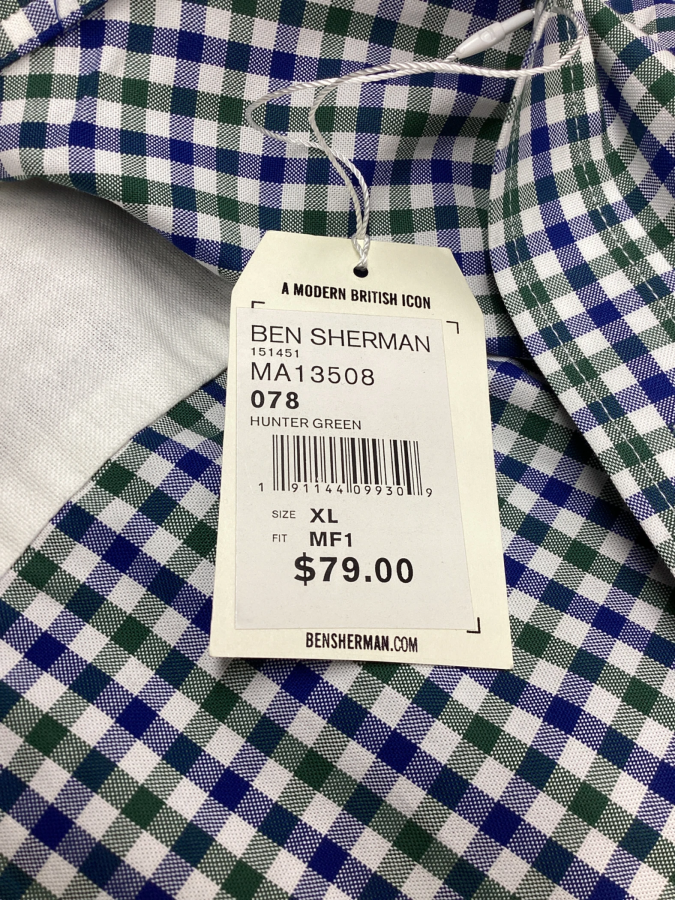 A MODERN BRITISH ICON
BEN SHERMAN
151451
MA13508
078
HUNTER GREEN
1 91144 09930 9
SIZE XL
FIT MF1
$79.00
BENSHERMAN.COM